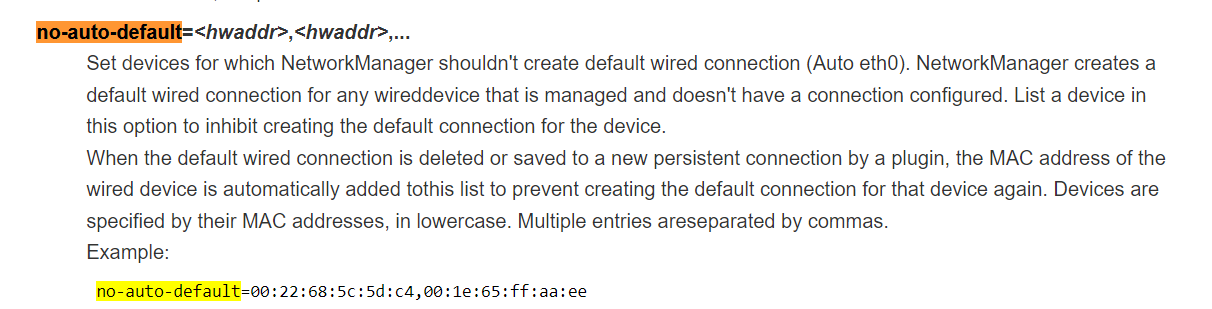 no-auto-default=<hwaddr>,<hwaddr>,...
Set devices for which NetworkManager shouldn't create default wired connection (Auto eth0). NetworkManager creates a
default wired connection for any wireddevice that is managed and doesn't have a connection configured. List a device in
this option to inhibit creating the default connection for the device.
When the default wired connection is deleted or saved to a new persistent connection by a plugin, the MAC address of the
wired device is automatically added tothis list to prevent creating the default connection for that device again. Devices are
specified by their MAC addresses, in lowercase. Multiple entries areseparated by commas.
Example:
no-auto-default=00:22:68:5c:5d:c4,00:1e:65:ff:aa:ee